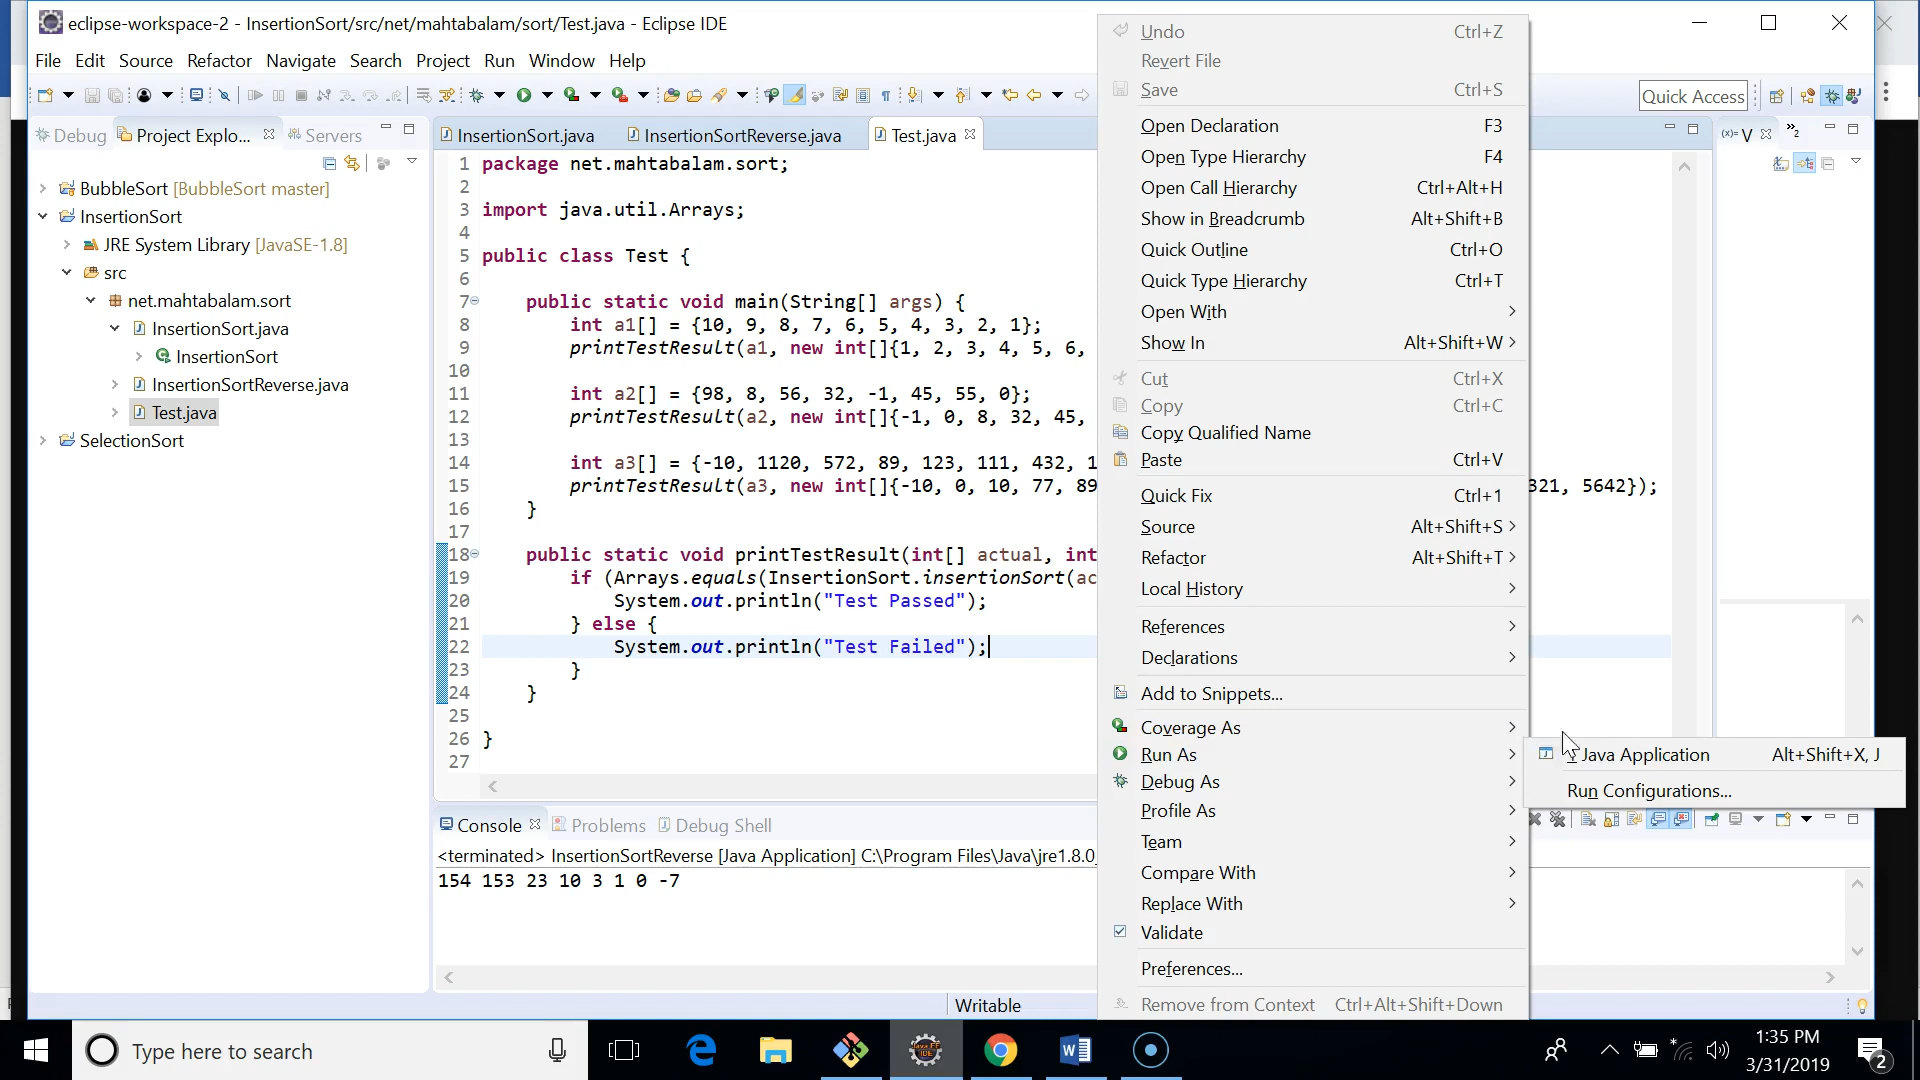 eclipse-workspace-2 - InsertionSort/src/net/mahtabalam/sort/Test.java - Eclipse IDE
File Edit Source Refactor Navigate Search Project Run Window Help
Quick Access
Debug Project Explo... Servers
BubbleSort [BubbleSort master]
InsertionSort
JRE System Library [JavaSE-1.8]
src
net.mahtabalam.sort
InsertionSort.java
InsertionSort
InsertionSortReverse.java
Test.java
SelectionSort
InsertionSort.java InsertionSortReverse.java Test.java
1 package net.mahtabalam.sort;
2
3 import java.util.Arrays;
4
5 public class Test {
6
7 public static void main(String[] args) {
8 int a1[] = {10, 9, 8, 7, 6, 5, 4, 3, 2, 1};
9 printTestResult(a1, new int[]{1, 2, 3, 4, 5, 6,
10
11 int a2[] = {98, 8, 56, 32, -1, 45, 55, 0};
12 printTestResult(a2, new int[]{-1, 0, 8, 32, 45,
13
14 int a3[] = {-10, 1120, 572, 89, 123, 111, 432, 1
15 printTestResult(a3, new int[]{-10, 0, 10, 77, 89 321, 5642});
16 }
17
18 public static void printTestResult(int[] actual, int
19 if (Arrays.equals(InsertionSort.insertionSort(ac
20 System.out.println("Test Passed");
21 } else {
22 System.out.println("Test Failed");
23 }
24 }
25
26 }
27
Undo Ctrl+Z
Revert File
Save Ctrl+S
Open Declaration F3
Open Type Hierarchy F4
Open Call Hierarchy Ctrl+Alt+H
Show in Breadcrumb Alt+Shift+B
Quick Outline Ctrl+O
Quick Type Hierarchy Ctrl+T
Open With
Show In Alt+Shift+W
Cut Ctrl+X
Copy Ctrl+C
Copy Qualified Name
Paste Ctrl+V
Quick Fix Ctrl+1
Source Alt+Shift+S
Refactor Alt+Shift+T
Local History
References
Declarations
Add to Snippets...
Coverage As
Run As
Debug As
Profile As
Team
Compare With
Replace With
Validate
Preferences...
Remove from Context Ctrl+Alt+Shift+Down
Java Application Alt+Shift+X, J
Run Configurations...
(x)= V
»2
Console Problems Debug Shell
<terminated> InsertionSortReverse [Java Application] C:\Program Files\Java\jre1.8.0_
154 153 23 10 3 1 0 -7
Writable
Type here to search
1:35 PM
3/31/2019
2